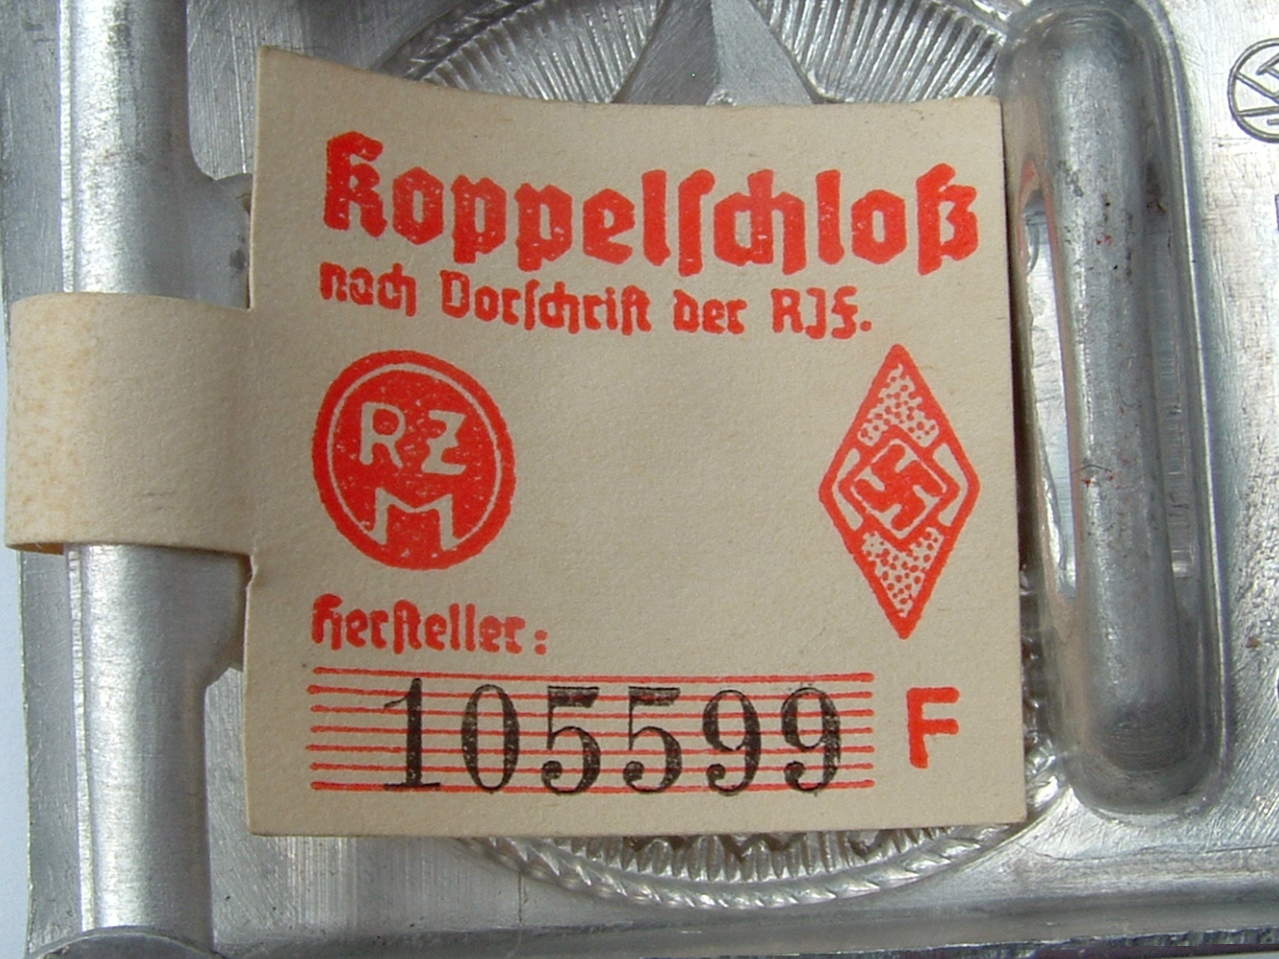 Koppelschloß
nach Vorschrift der RJF.
RZM
Hersteller:
105599 F